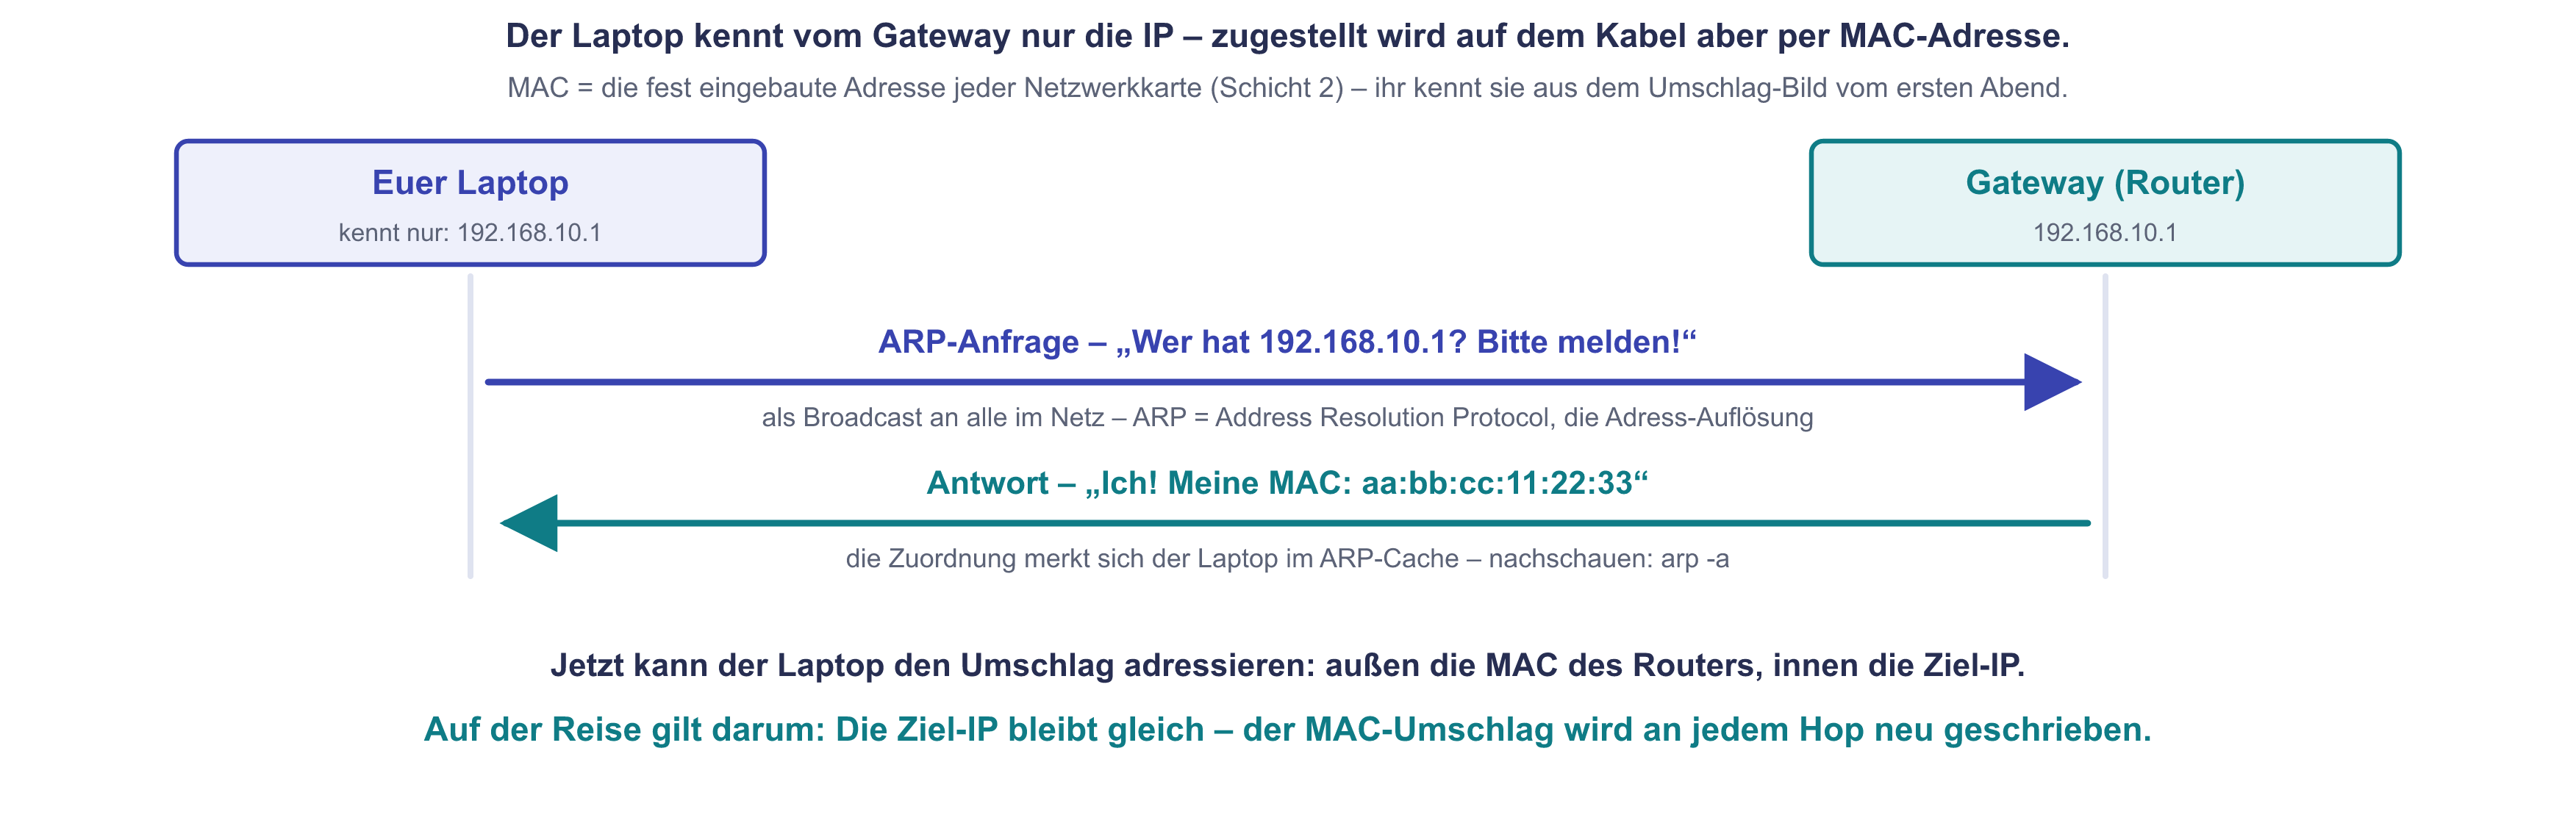 Der Laptop kennt vom Gateway nur die IP – zugestellt wird auf dem Kabel aber per MAC-Adresse.
MAC = die fest eingebaute Adresse jeder Netzwerkkarte (Schicht 2) – ihr kennt sie aus dem Umschlag-Bild vom ersten Abend.
Euer Laptop
kennt nur: 192.168.10.1
Gateway (Router)
192.168.10.1
ARP-Anfrage – „Wer hat 192.168.10.1? Bitte melden!“
als Broadcast an alle im Netz – ARP = Address Resolution Protocol, die Adress-Auflösung
Antwort – „Ich! Meine MAC: aa:bb:cc:11:22:33“
die Zuordnung merkt sich der Laptop im ARP-Cache – nachschauen: arp -a
Jetzt kann der Laptop den Umschlag adressieren: außen die MAC des Routers, innen die Ziel-IP.
Auf der Reise gilt darum: Die Ziel-IP bleibt gleich – der MAC-Umschlag wird an jedem Hop neu geschrieben.